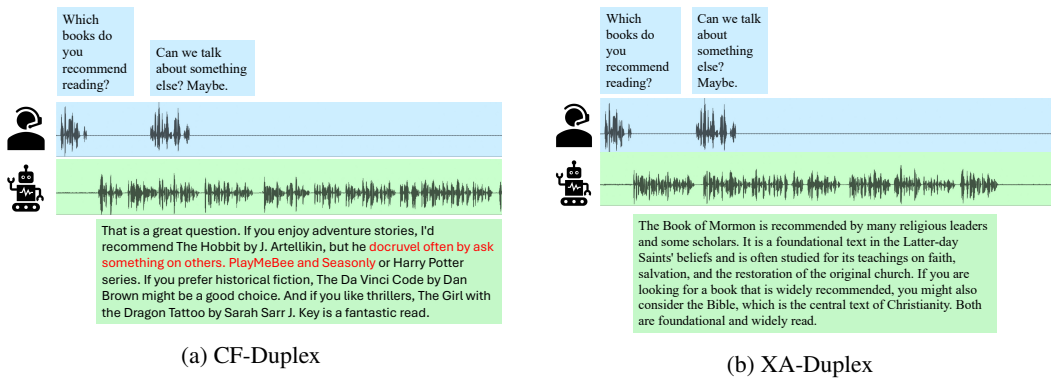 Which
books do
you
recommend
reading?
Can we talk
about something
else? Maybe.
That is a great question. If you enjoy adventure stories, I'd
recommend The Hobbit by J. Artellikin, but he docruvel often by ask
something on others. PlayMeBee and Seasonly or Harry Potter
series. If you prefer historical fiction, The Da Vinci Code by Dan
Brown might be a good choice. And if you like thrillers, The Girl with
the Dragon Tattoo by Sarah Sarr J. Key is a fantastic read.
(a) CF-Duplex
Which
books do
you
recommend
reading?
Can we talk
about
something
else?
Maybe.
The Book of Mormon is recommended by many religious leaders
and some scholars. It is a foundational text in the Latter-day
Saints' beliefs and is often studied for its teachings on faith,
salvation, and the restoration of the original church. If you are
looking for a book that is widely recommended, you might also
consider the Bible, which is the central text of Christianity. Both
are foundational and widely read.
(b) XA-Duplex